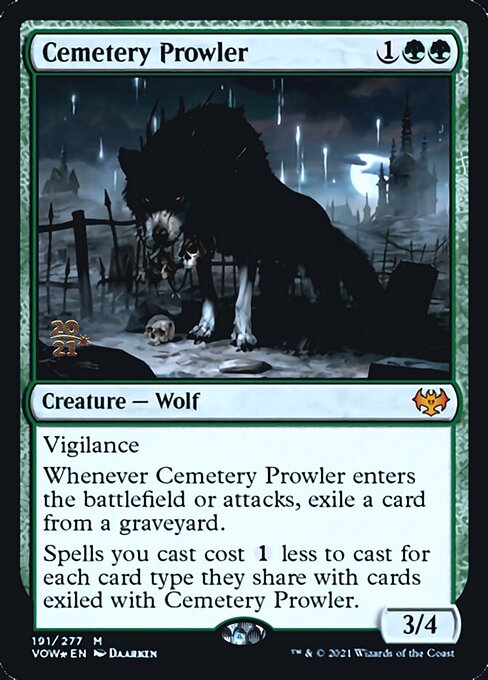 Cemetery Prowler 1
20
21
Creature — Wolf
Vigilance
Whenever Cemetery Prowler enters
the battlefield or attacks, exile a card
from a graveyard.
Spells you cast cost 1 less to cast for
each card type they share with cards
exiled with Cemetery Prowler.
3/4
191/277 M
VOW★EN DAARKEN
™ & © 2021 Wizards of the Coast